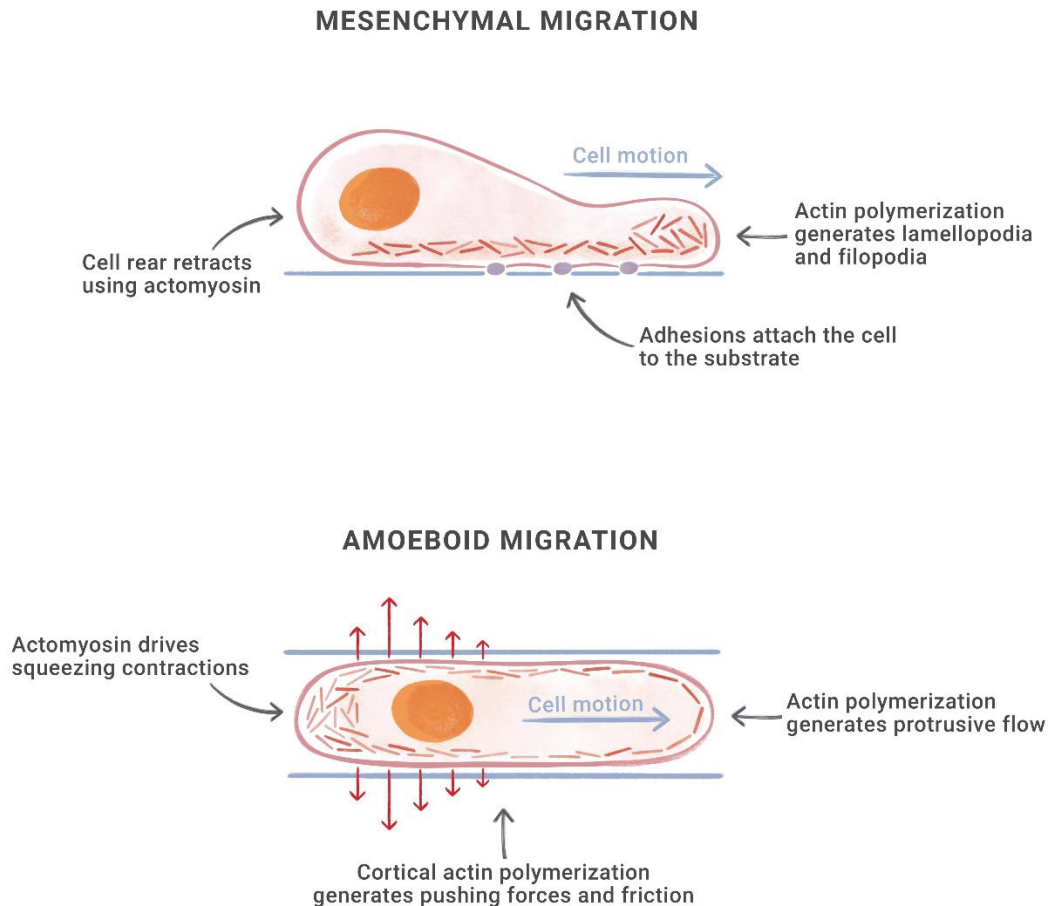 MESENCHYMAL MIGRATION
Cell motion
Actin polymerization
generates lamellopodia
and filopodia
Cell rear retracts
using actomyosin
Adhesions attach the cell
to the substrate
AMOEBOID MIGRATION
Actomyosin drives
squeezing contractions
Cell motion
Actin polymerization
generates protrusive flow
Cortical actin polymerization
generates pushing forces and friction